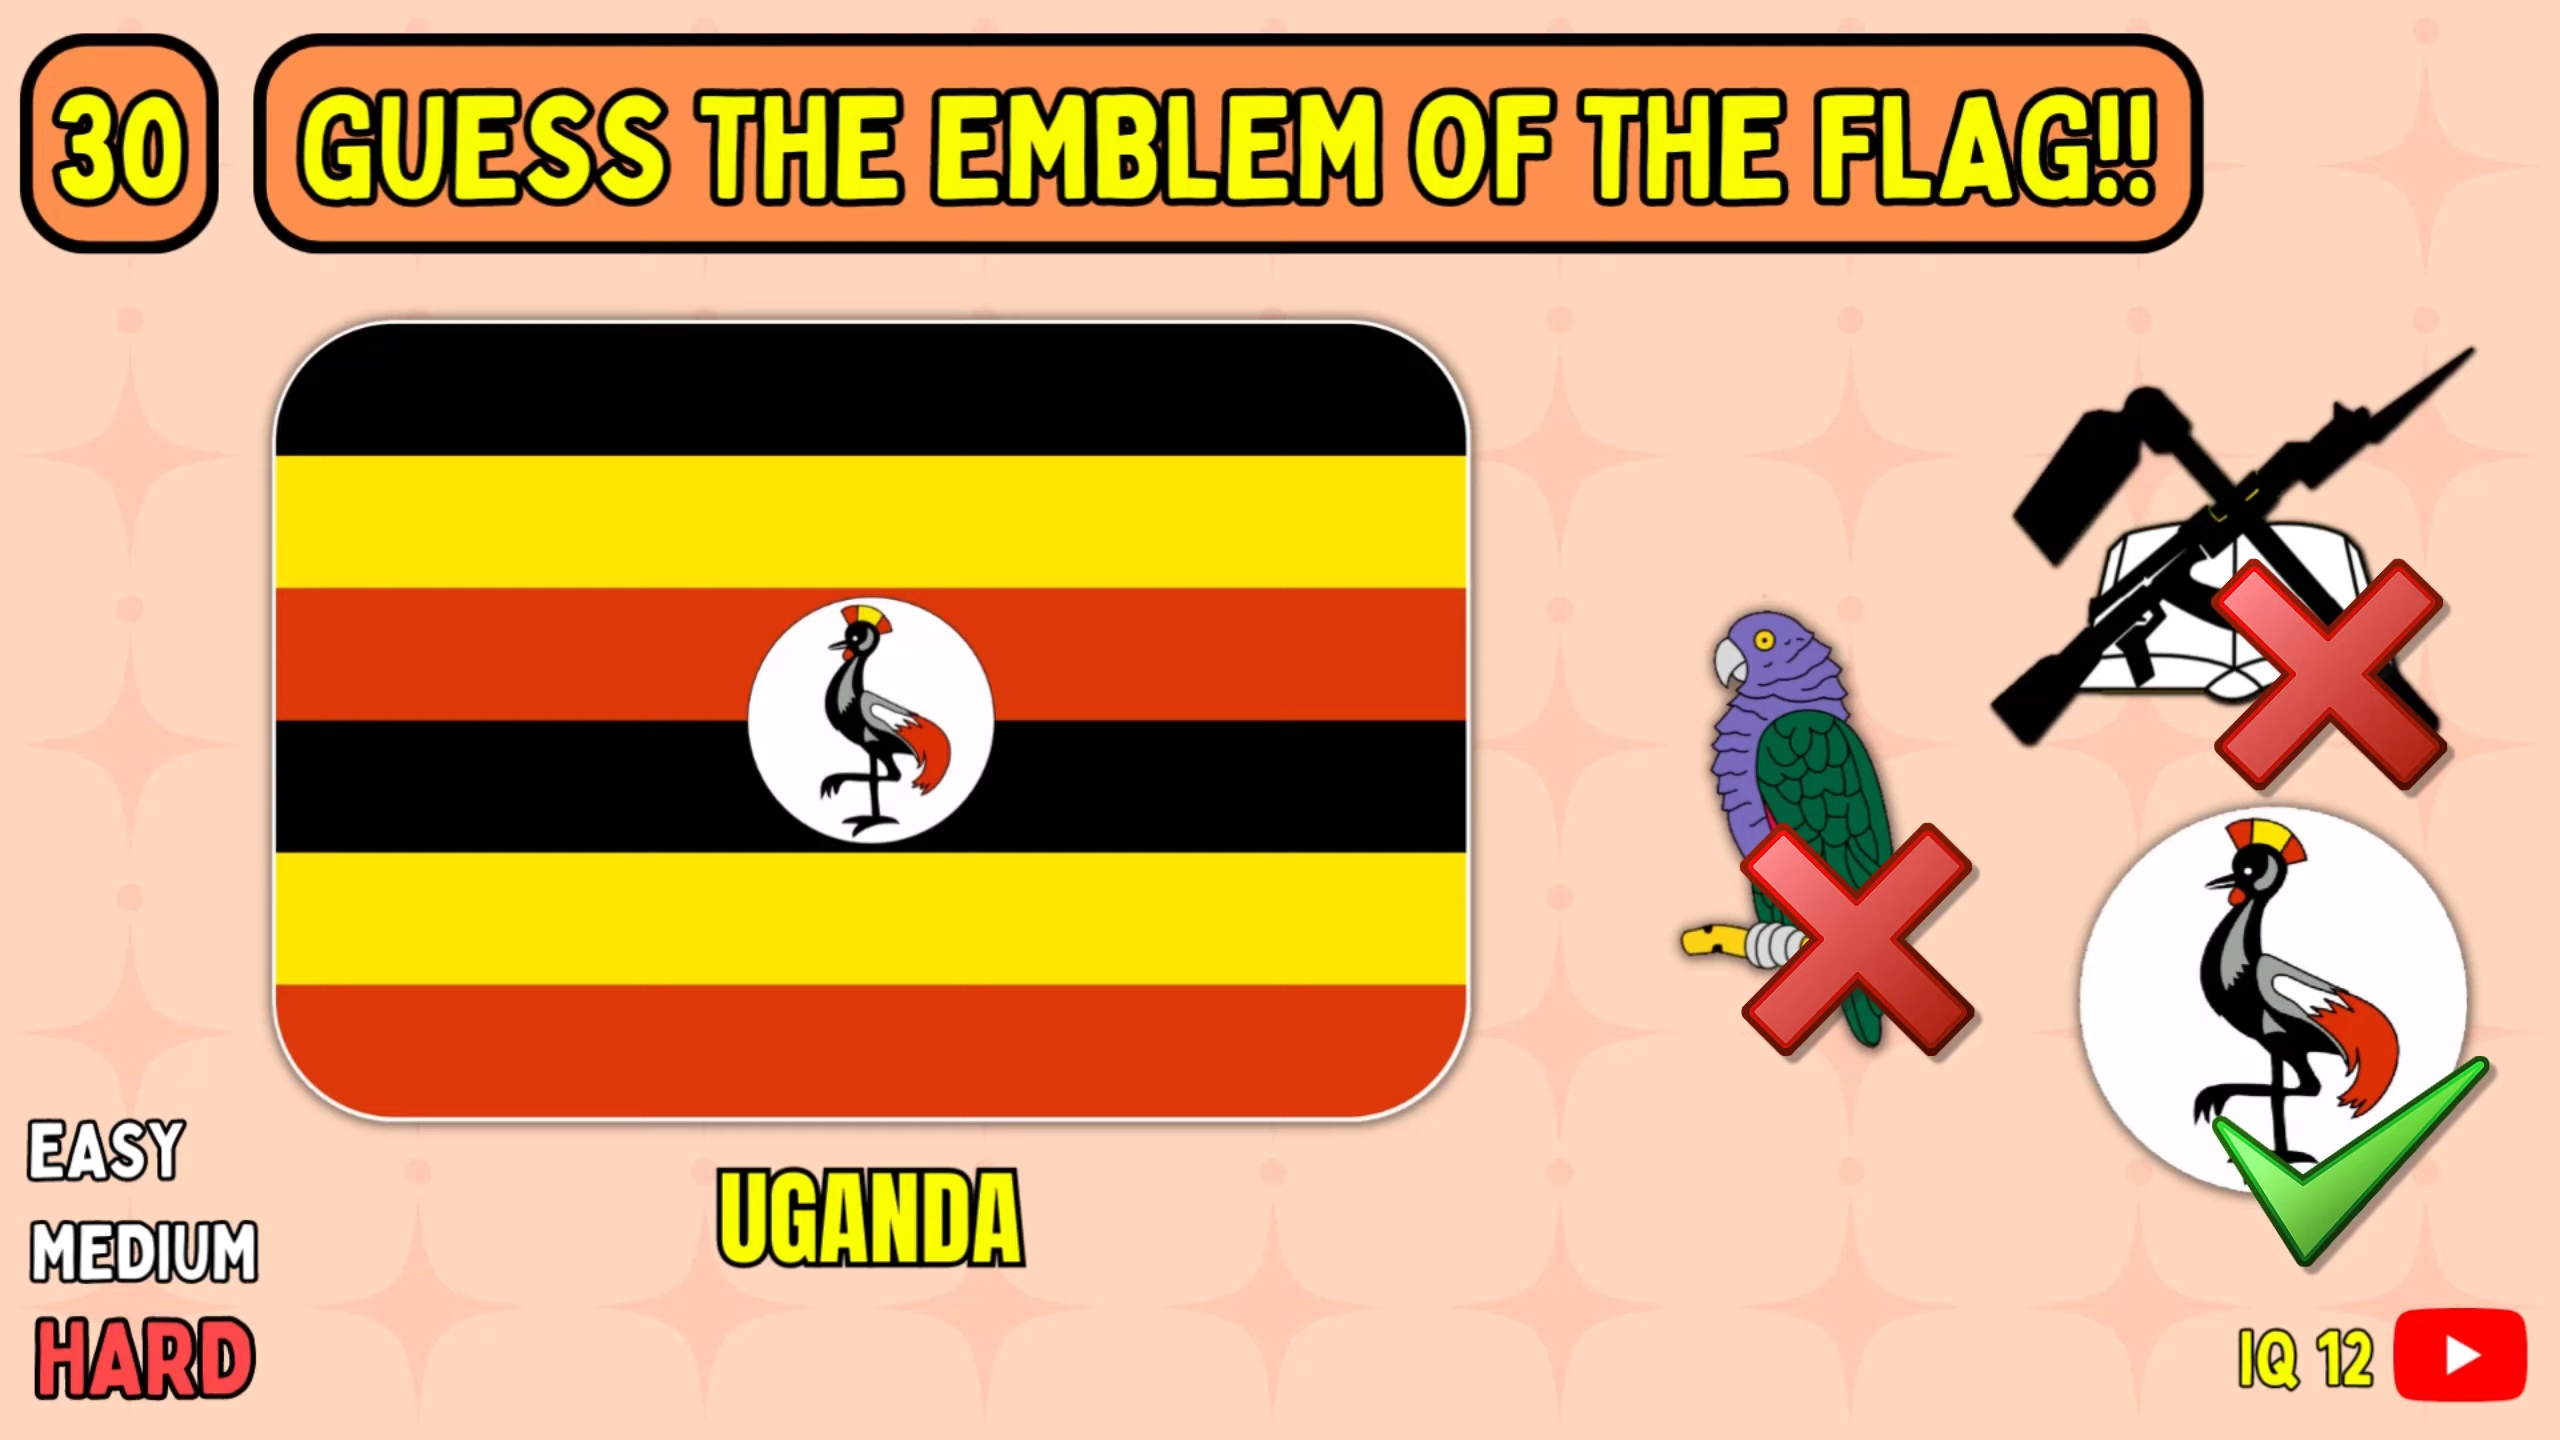 30
GUESS THE EMBLEM OF THE FLAG!!
UGANDA
EASY
MEDIUM
HARD
IQ 12